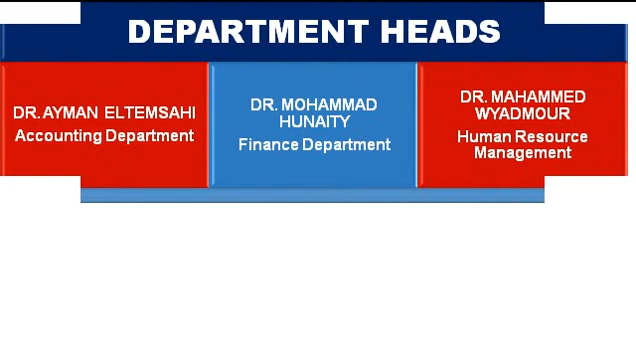 DEPARTMENT HEADS
DR. AYMAN ELTEMSAHI
Accounting Department
DR. MOHAMMAD
HUNAITY
Finance Department
DR. MAHAMMED
WYADMOUR
Human Resource
Management